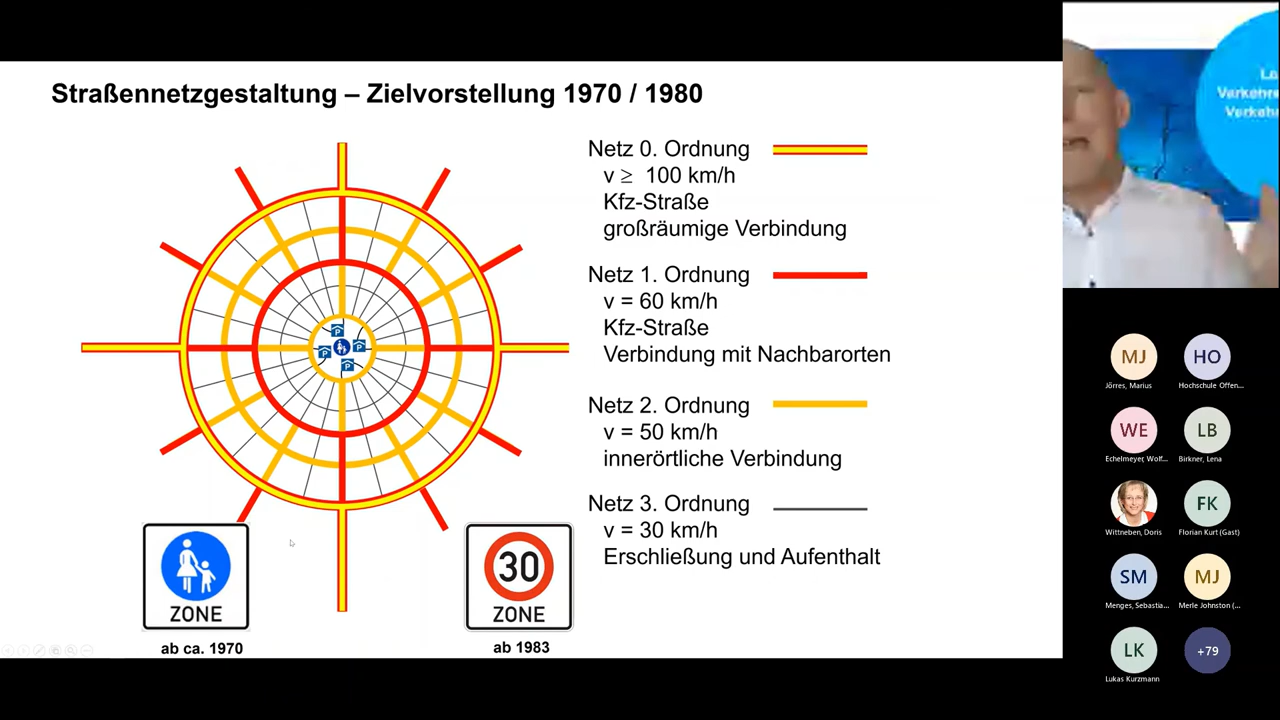 Straßennetzgestaltung – Zielvorstellung 1970 / 1980
Netz 0. Ordnung
v ≥ 100 km/h
Kfz-Straße
großräumige Verbindung
Netz 1. Ordnung
v = 60 km/h
Kfz-Straße
Verbindung mit Nachbarorten
Netz 2. Ordnung
v = 50 km/h
innerörtliche Verbindung
Netz 3. Ordnung
v = 30 km/h
Erschließung und Aufenthalt
P
P
P
P
ZONE
ab ca. 1970
30
ZONE
ab 1983
MJ
Jörres, Marius
HO
Hochschule Offen...
WE
Echelmeyer, Wolf...
LB
Birkner, Lena
Wittneben, Doris
FK
Florian Kurt (Gast)
SM
Menges, Sebastia...
MJ
Merle Johnston (...
LK
Lukas Kurzmann
+79